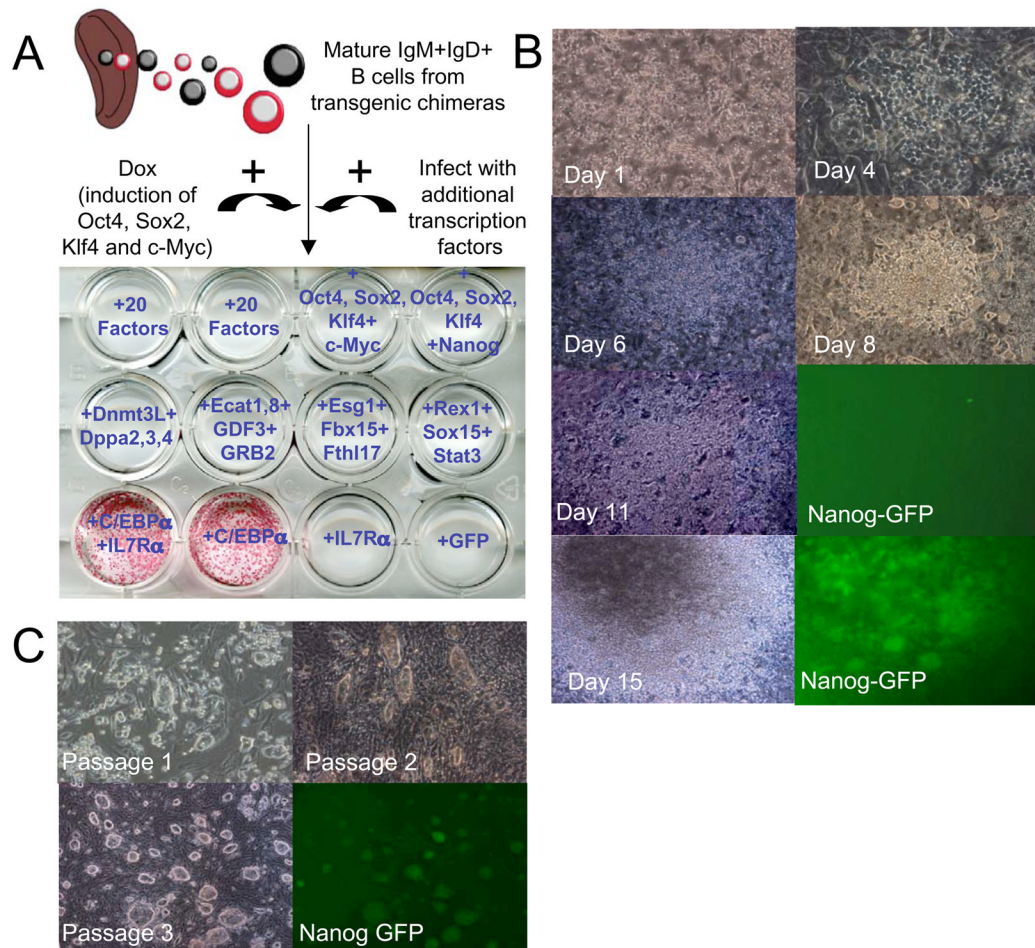 A
Mature IgM+IgD+
B cells from
transgenic chimeras
Dox
(induction of
Oct4, Sox2,
Klf4 and c-Myc)
+
+
Infect with
additional
transcription
factors
+20
Factors
+20
Factors
+
Oct4, Sox2,
Klf4+
c-Myc
+
Oct4, Sox2,
Klf4
+Nanog
+Dnmt3L+
Dppa2,3,4
+Ecat1,8+
GDF3+
GRB2
+Esg1+
Fbx15+
Fthl17
+Rex1+
Sox15+
Stat3
+C/EBPα
+IL7Rα
+C/EBPα
+IL7Rα
+GFP
B
Day 1
Day 4
Day 6
Day 8
Day 11
Nanog-GFP
Day 15
Nanog-GFP
C
Passage 1
Passage 2
Passage 3
Nanog GFP